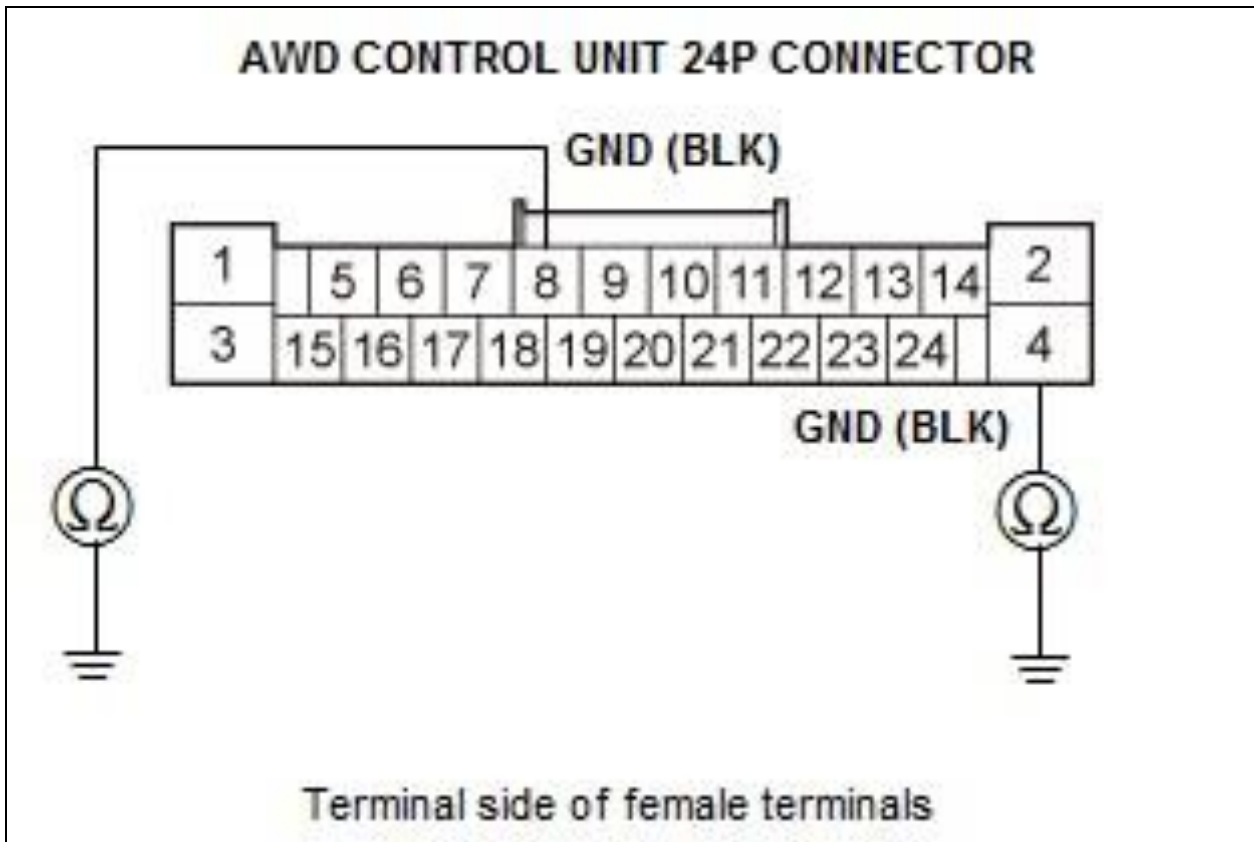 AWD CONTROL UNIT 24P CONNECTOR
GND (BLK)
1 5 6 7 8 9 10 11 12 13 14 2
3 15 16 17 18 19 20 21 22 23 24 4
GND (BLK)
Ω Ω
Terminal side of female terminals